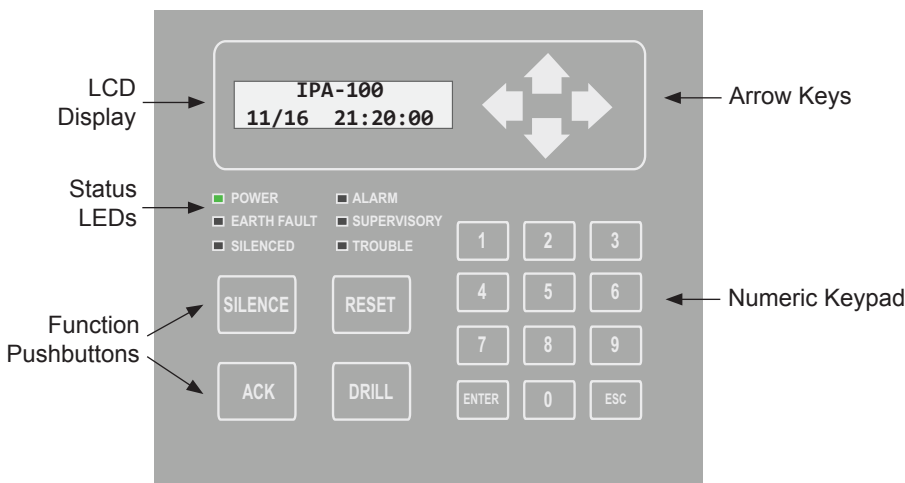 LCD
Display
IPA-100
11/16 21:20:00
Arrow Keys
Status
LEDs
POWER
ALARM
EARTH FAULT
SUPERVISORY
SILENCED
TROUBLE
1 2 3
4 5 6
7 8 9
ENTER 0 ESC
Numeric Keypad
Function
Pushbuttons
SILENCE
RESET
ACK
DRILL